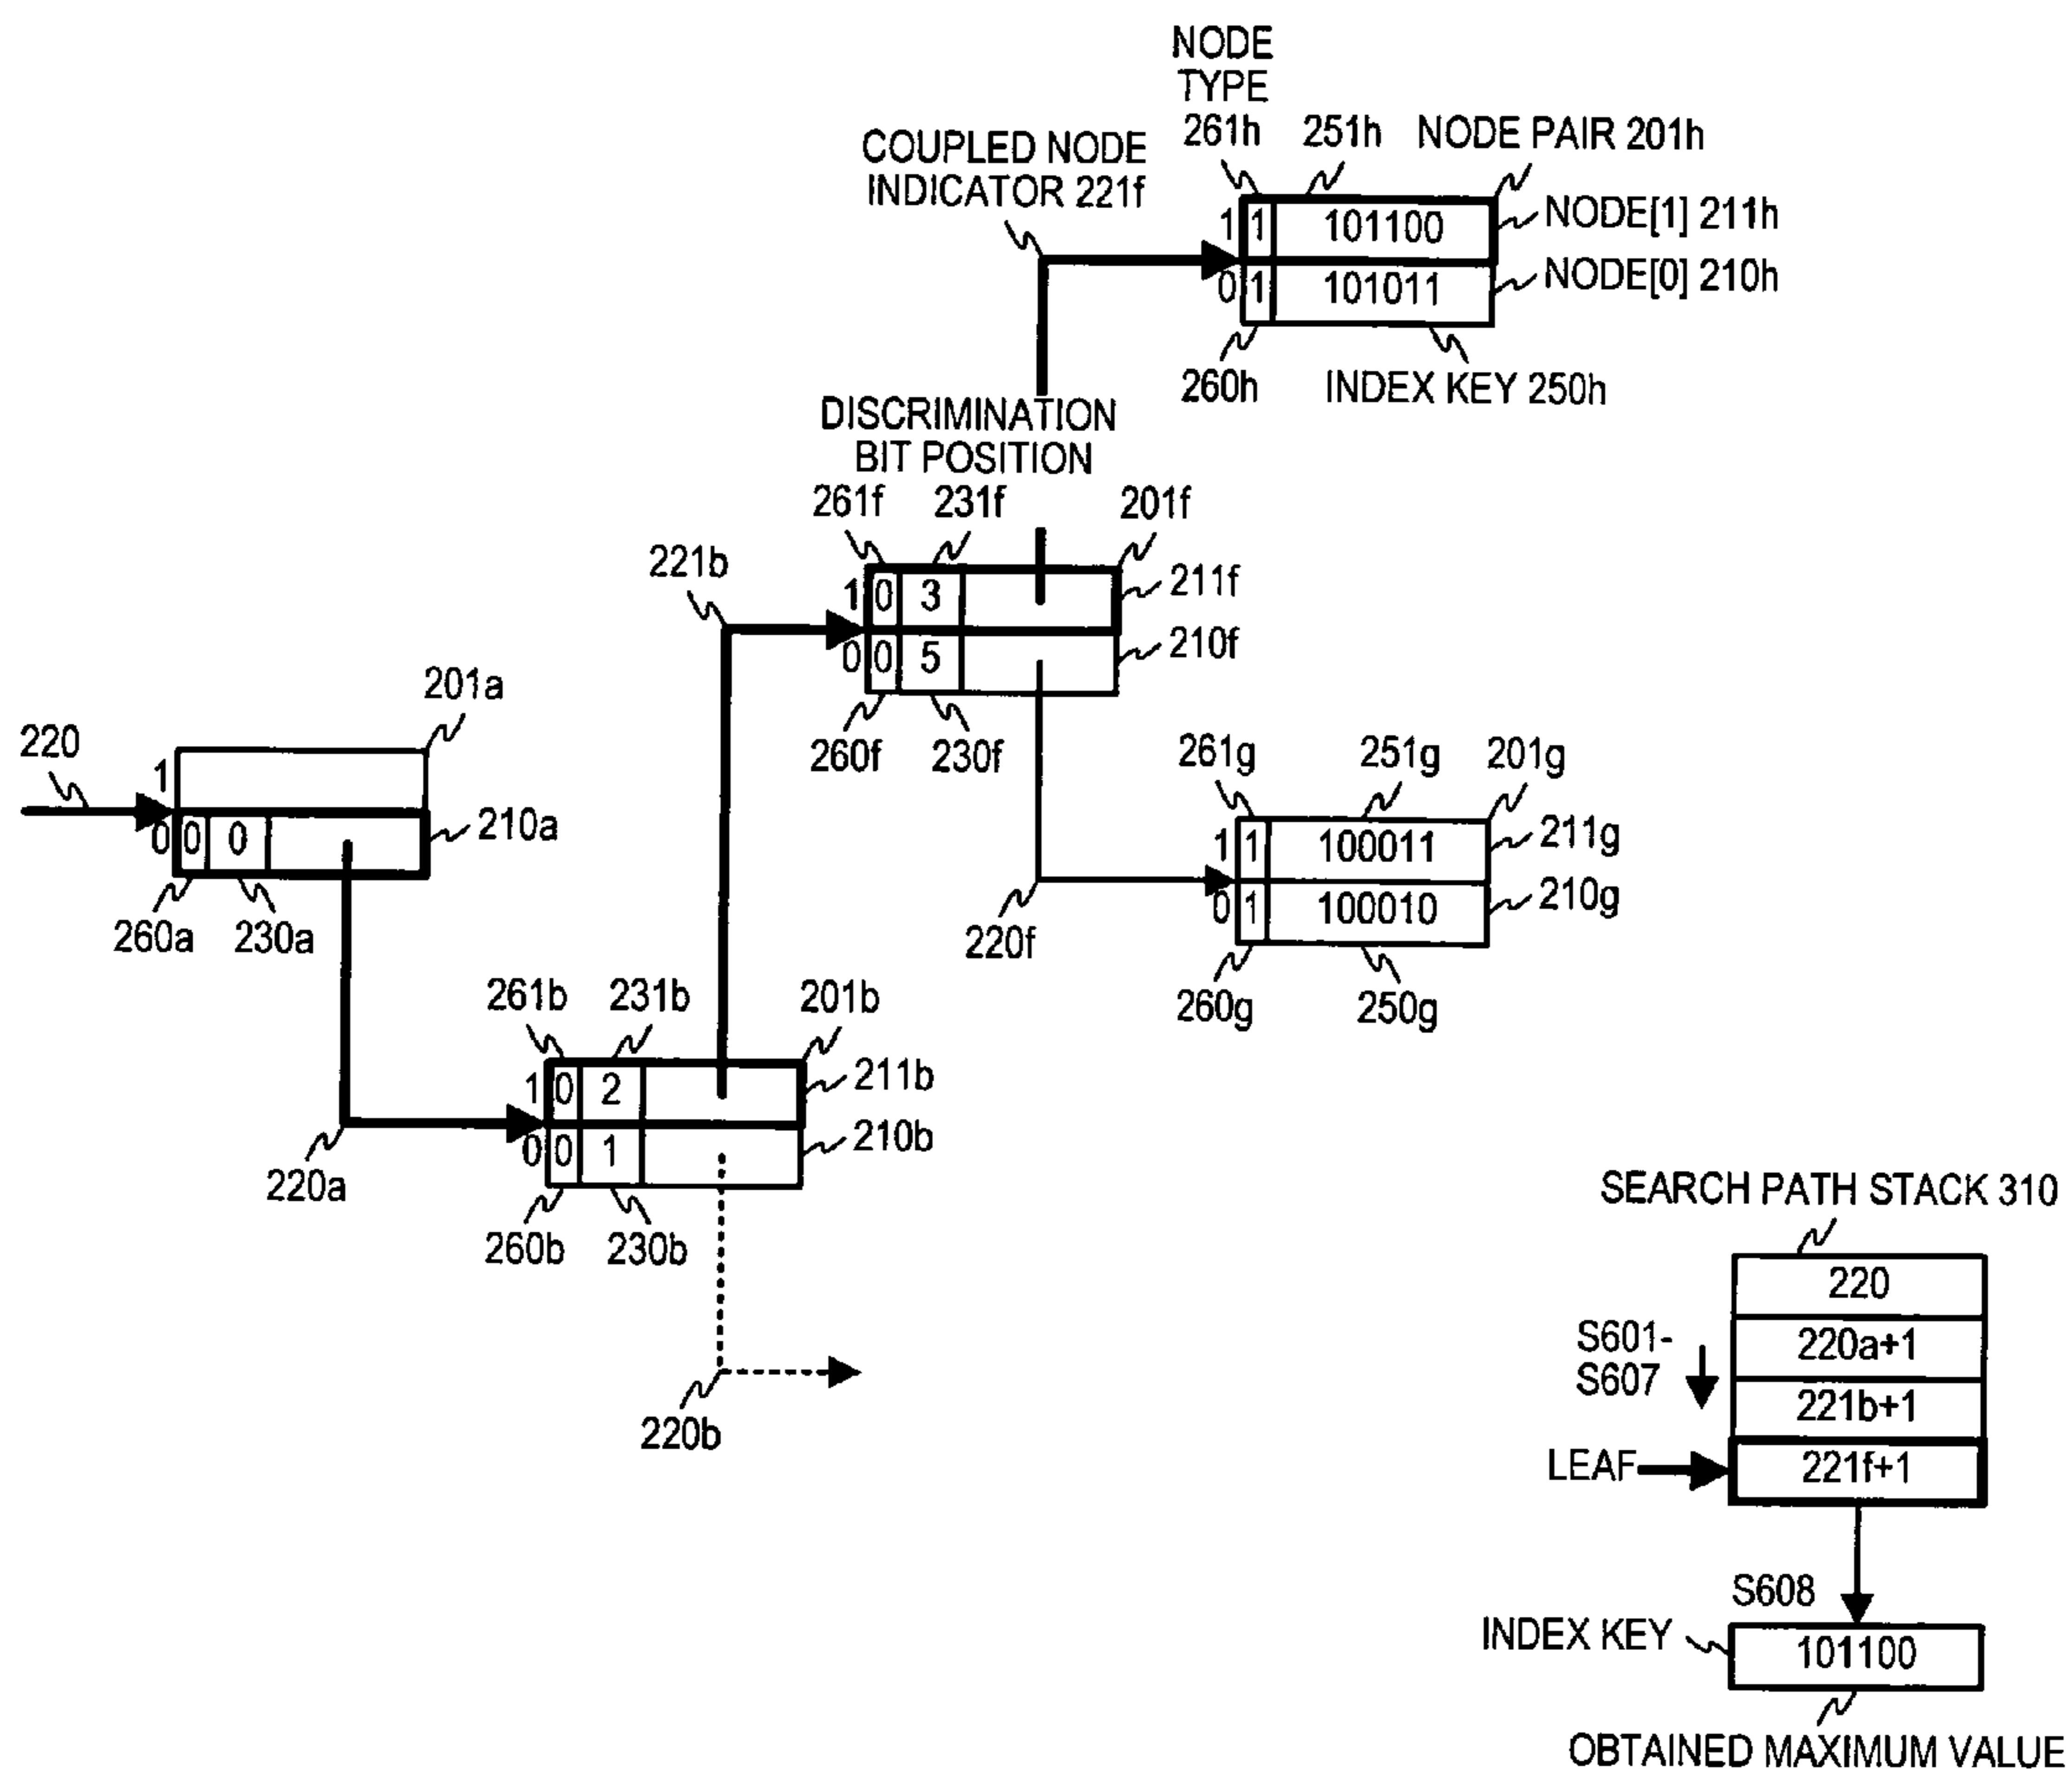 NODE
TYPE
261h 251h NODE PAIR 201h
COUPLED NODE
INDICATOR 221f
1 1 101100 NODE[1] 211h
0 1 101011 NODE[0] 210h
260h INDEX KEY 250h
DISCRIMINATION
BIT POSITION
261f 231f 201f
221b
1 0 3 211f
0 0 5 210f
260f 230f
201a
220
1
0 0 0 210a
260a 230a
261g 251g 201g
1 1 100011 211g
0 1 100010 210g
220f
260g 250g
261b 231b 201b
1 0 2 211b
0 0 1 210b
220a
260b 230b
220b
SEARCH PATH STACK 310
220
S601-
S607
220a+1
221b+1
LEAF 221f+1
S608
INDEX KEY 101100
OBTAINED MAXIMUM VALUE